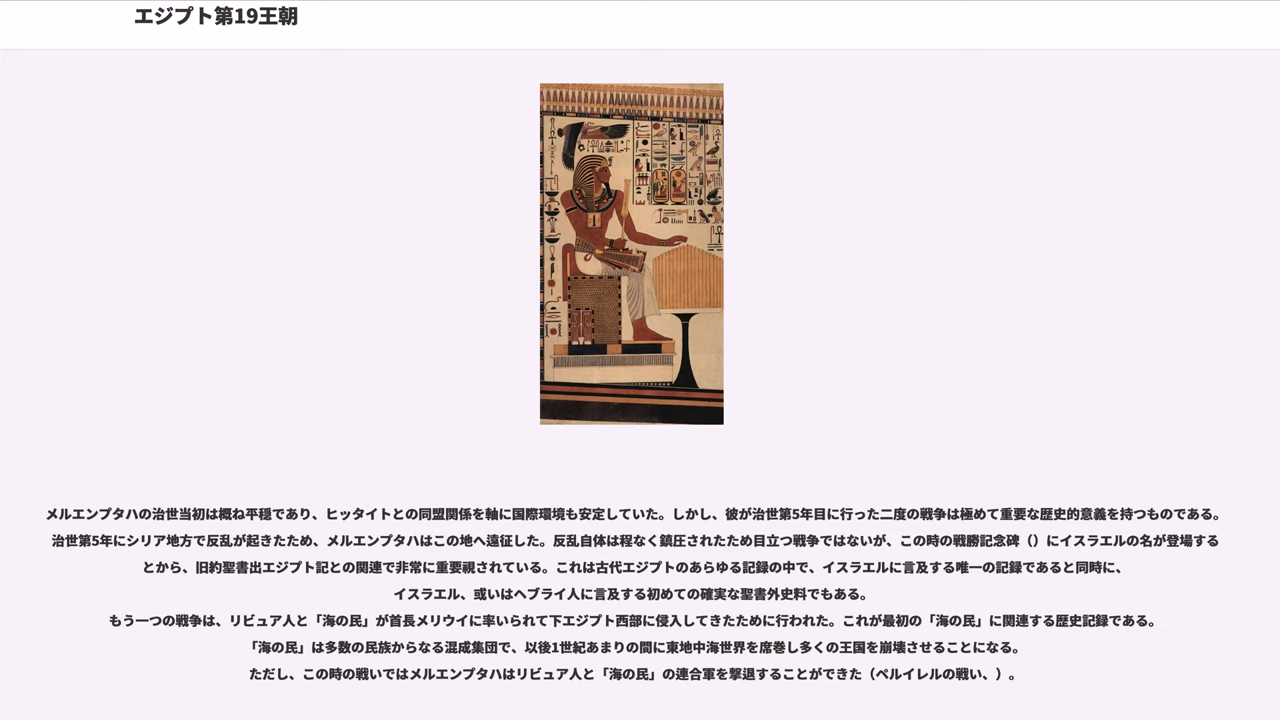 エジプト第19王朝
メルエンプタハの治世当初は概ね平穏であり、ヒッタイトとの同盟関係を軸に国際環境も安定していた。しかし、彼が治世第5年目に行った二度の戦争は極めて重要な歴史的意義を持つものである。
治世第5年にシリア地方で反乱が起きたため、メルエンプタハはこの地へ遠征した。反乱自体は程なく鎮圧されたため目立つ戦争ではないが、この時の戦勝記念碑（）にイスラエルの名が登場する
とから、旧約聖書出エジプト記との関連で非常に重要視されている。これは古代エジプトのあらゆる記録の中で、イスラエルに言及する唯一の記録であると同時に、
イスラエル、或いはヘブライ人に言及する初めての確実な聖書外史料でもある。
もう一つの戦争は、リビュア人と「海の民」が首長メリウイに率いられて下エジプト西部に侵入してきたために行われた。これが最初の「海の民」に関連する歴史記録である。
「海の民」は多数の民族からなる混成集団で、以後1世紀あまりの間に東地中海世界を席巻し多くの王国を崩壊させることになる。
ただし、この時の戦いではメルエンプタハはリビュア人と「海の民」の連合軍を撃退することができた（ペルイレルの戦い、）。